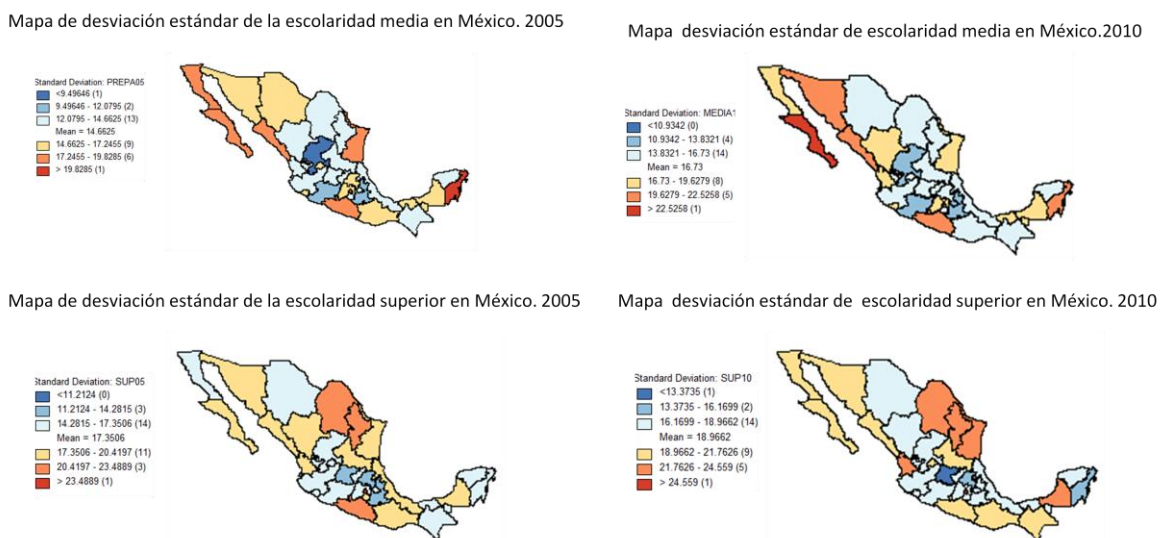 Mapa de desviación estándar de la escolaridad media en México. 2005
Standard Deviation: PREPA05
<9.49646 (1)
9.49646 - 12.0795 (2)
12.0795 - 14.6625 (13)
Mean = 14.6625
14.6625 - 17.2455 (9)
17.2455 - 19.8285 (6)
> 19.8285 (1)
Mapa desviación estándar de escolaridad media en México.2010
Standard Deviation: MEDIA1
<10.9342 (0)
10.9342 - 13.8321 (4)
13.8321 - 16.73 (14)
Mean = 16.73
16.73 - 19.6279 (8)
19.6279 - 22.5258 (5)
> 22.5258 (1)
Mapa de desviación estándar de la escolaridad superior en México. 2005
Standard Deviation: SUP05
<11.2124 (0)
11.2124 - 14.2815 (3)
14.2815 - 17.3506 (14)
Mean = 17.3506
17.3506 - 20.4197 (11)
20.4197 - 23.4889 (3)
> 23.4889 (1)
Mapa desviación estándar de escolaridad superior en México. 2010
Standard Deviation: SUP10
<13.3735 (1)
13.3735 - 16.1699 (2)
16.1699 - 18.9662 (14)
Mean = 18.9662
18.9662 - 21.7626 (9)
21.7626 - 24.559 (5)
> 24.559 (1)